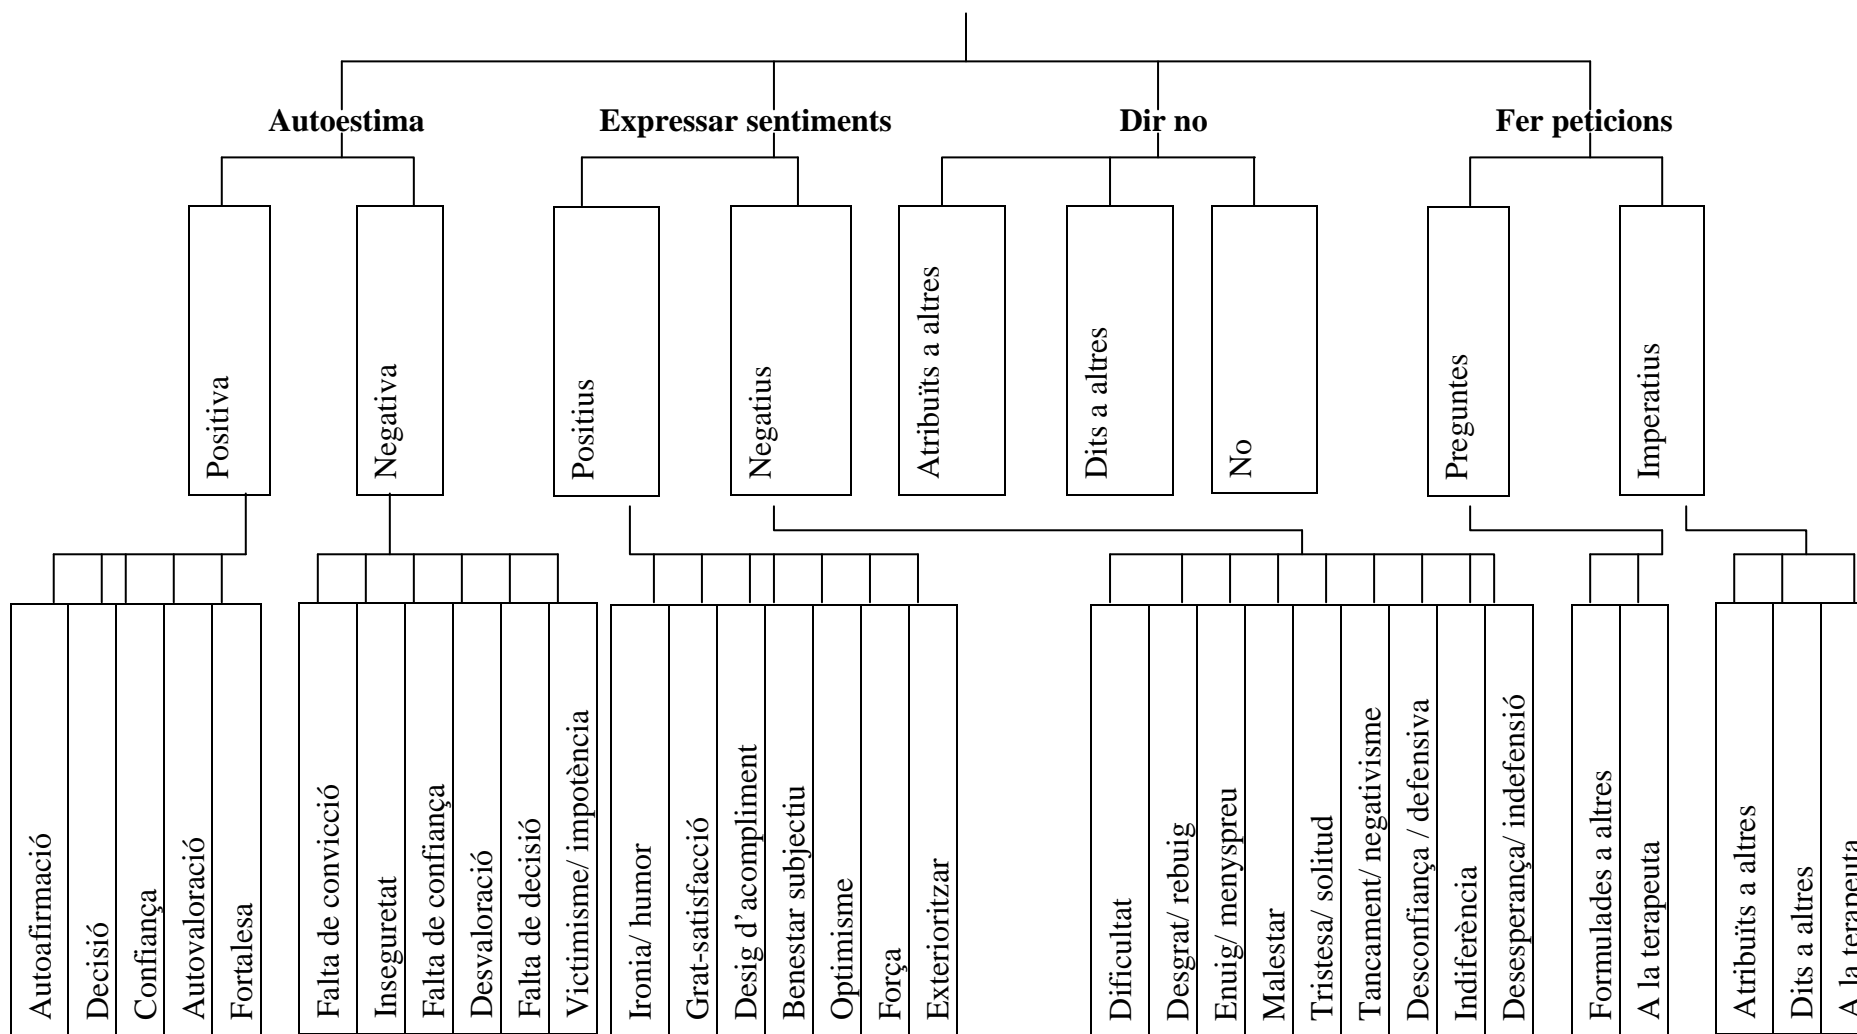 Autoestima
Expressar sentiments
Dir no
Fer peticions
Positiva
Negativa
Positius
Negatius
Atribuïts a altres
Dits a altres
No
Preguntes
Imperatius
Autoafirmació
Decisió
Confiança
Autovaloració
Fortalesa
Falta de convicció
Inseguretat
Falta de confiança
Desvaloració
Falta de decisió
Victimisme/ impotència
Ironia/ humor
Grat-satisfacció
Desig d’acompliment
Benestar subjectiu
Optimisme
Força
Exterioritzar
Dificultat
Desgrat/ rebuig
Enuig/ menyspreu
Malestar
Tristesa/ solitud
Tancament/ negativisme
Desconfiança / defensiva
Indiferència
Desesperança/ indefensió
Formulades a altres
A la terapeuta
Atribuïts a altres
Dits a altres
A la terapeuta